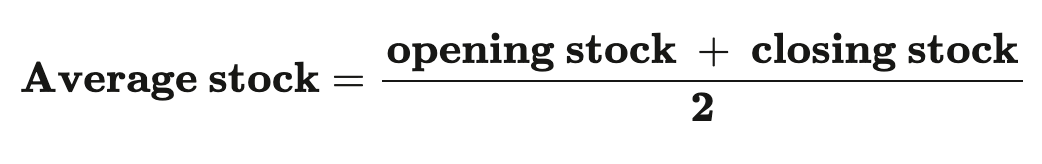 Average stock = opening stock + closing stock
2